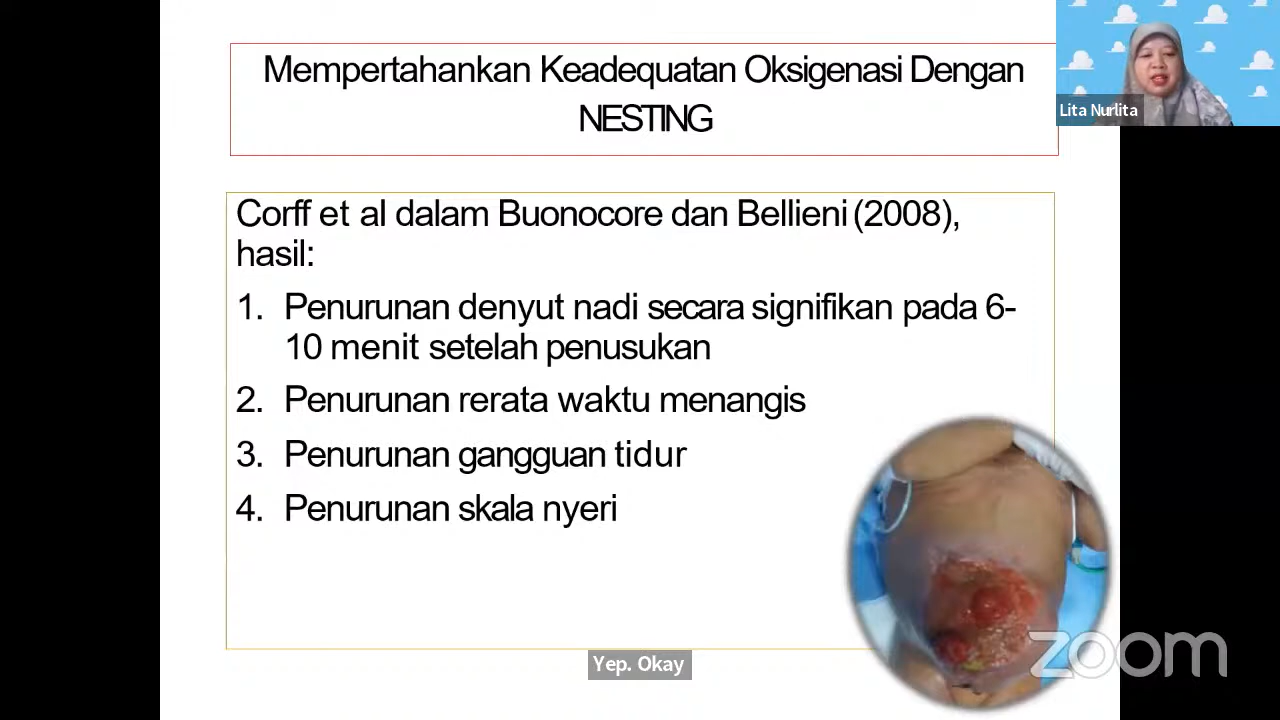 Mempertahankan Keadequatan Oksigenasi Dengan
NESTING
Lita Nurlita
Corff et al dalam Buonocore dan Bellieni (2008),
hasil:
1. Penurunan denyut nadi secara signifikan pada 6-
10 menit setelah penusukan
2. Penurunan rerata waktu menangis
3. Penurunan gangguan tidur
4. Penurunan skala nyeri
zoom
Yep. Okay